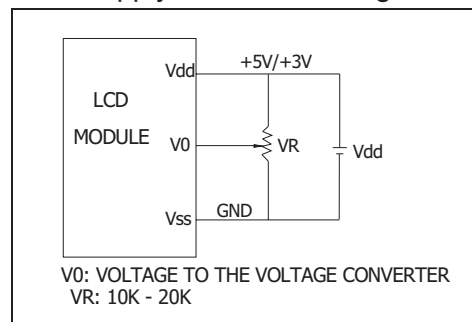 Vdd +5V/+3V
LCD
MODULE V0 VR Vdd
Vss GND
V0: VOLTAGE TO THE VOLTAGE CONVERTER
VR: 10K - 20K